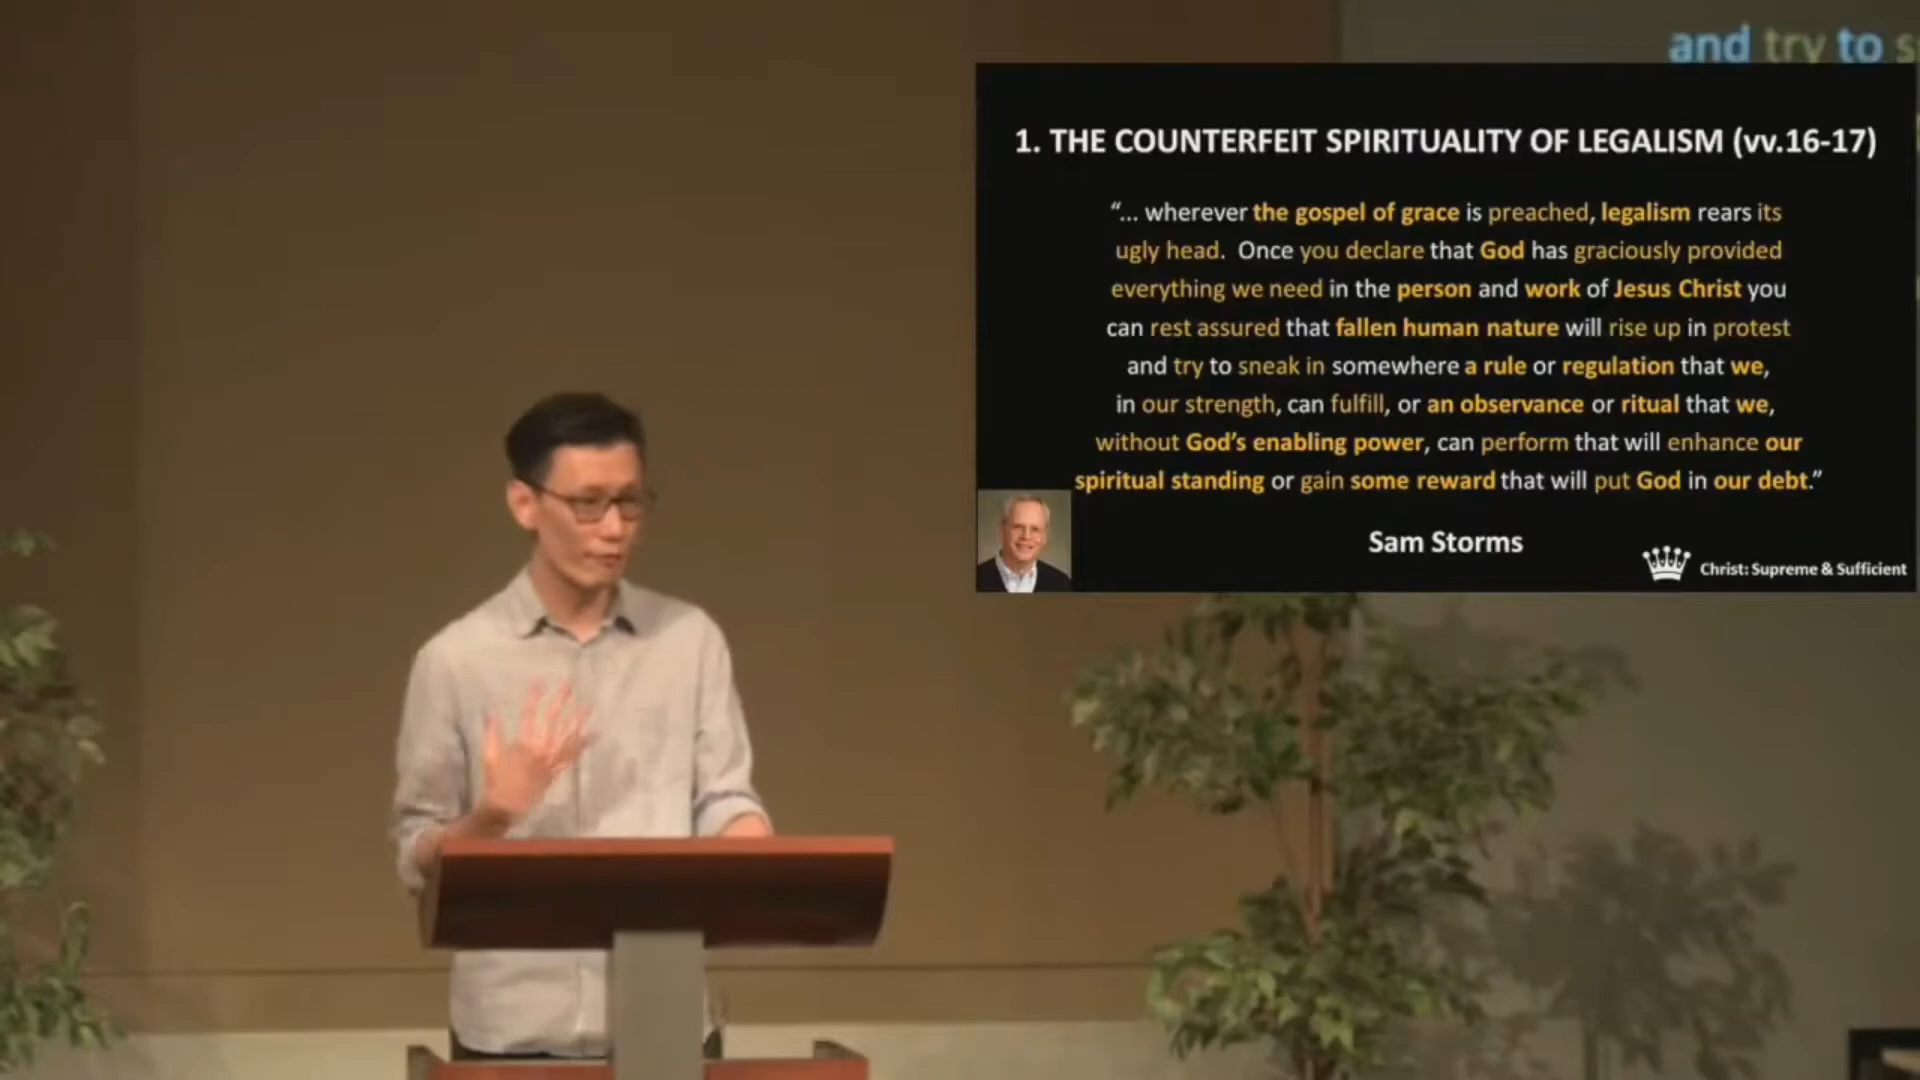 and try to
1. THE COUNTERFEIT SPIRITUALITY OF LEGALISM (vv.16-17)
“... wherever the gospel of grace is preached, legalism rears its
ugly head.  Once you declare that God has graciously provided
everything we need in the person and work of Jesus Christ you
can rest assured that fallen human nature will rise up in protest
and try to sneak in somewhere a rule or regulation that we,
in our strength, can fulfill, or an observance or ritual that we,
without God’s enabling power, can perform that will enhance our
spiritual standing or gain some reward that will put God in our debt.”
Sam Storms
Christ: Supreme & Sufficient